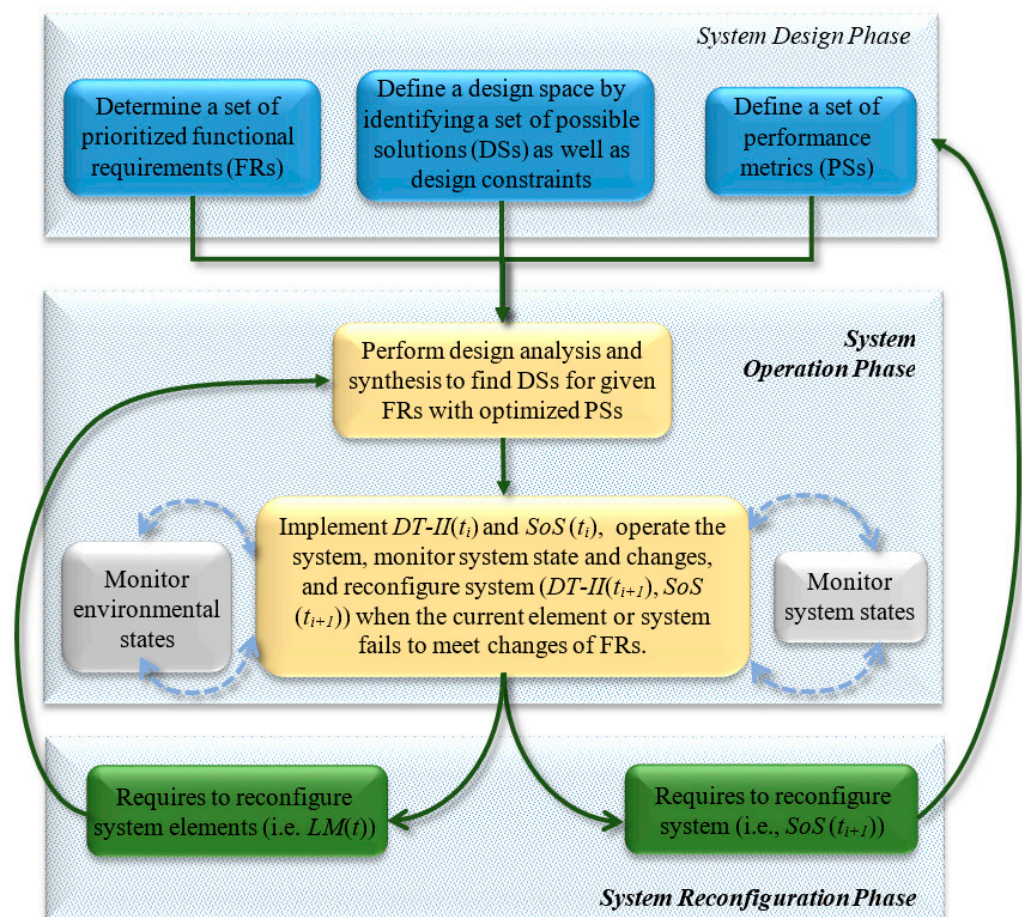 System Design Phase
Determine a set of
prioritized functional
requirements (FRs)
Define a design space by
identifying a set of possible
solutions (DSs) as well as
design constraints
Define a set of
performance
metrics (PSs)
System
Operation Phase
Perform design analysis and
synthesis to find DSs for given
FRs with optimized PSs
Implement DT-II(ti) and SoS (ti), operate the
system, monitor system state and changes,
and reconfigure system (DT-II(ti+1), SoS
(ti+1)) when the current element or system
fails to meet changes of FRs.
Monitor
environmental
states
Monitor
system states
Requires to reconfigure
system elements (i.e. LM(t))
Requires to reconfigure
system (i.e., SoS (ti+1))
System Reconfiguration Phase